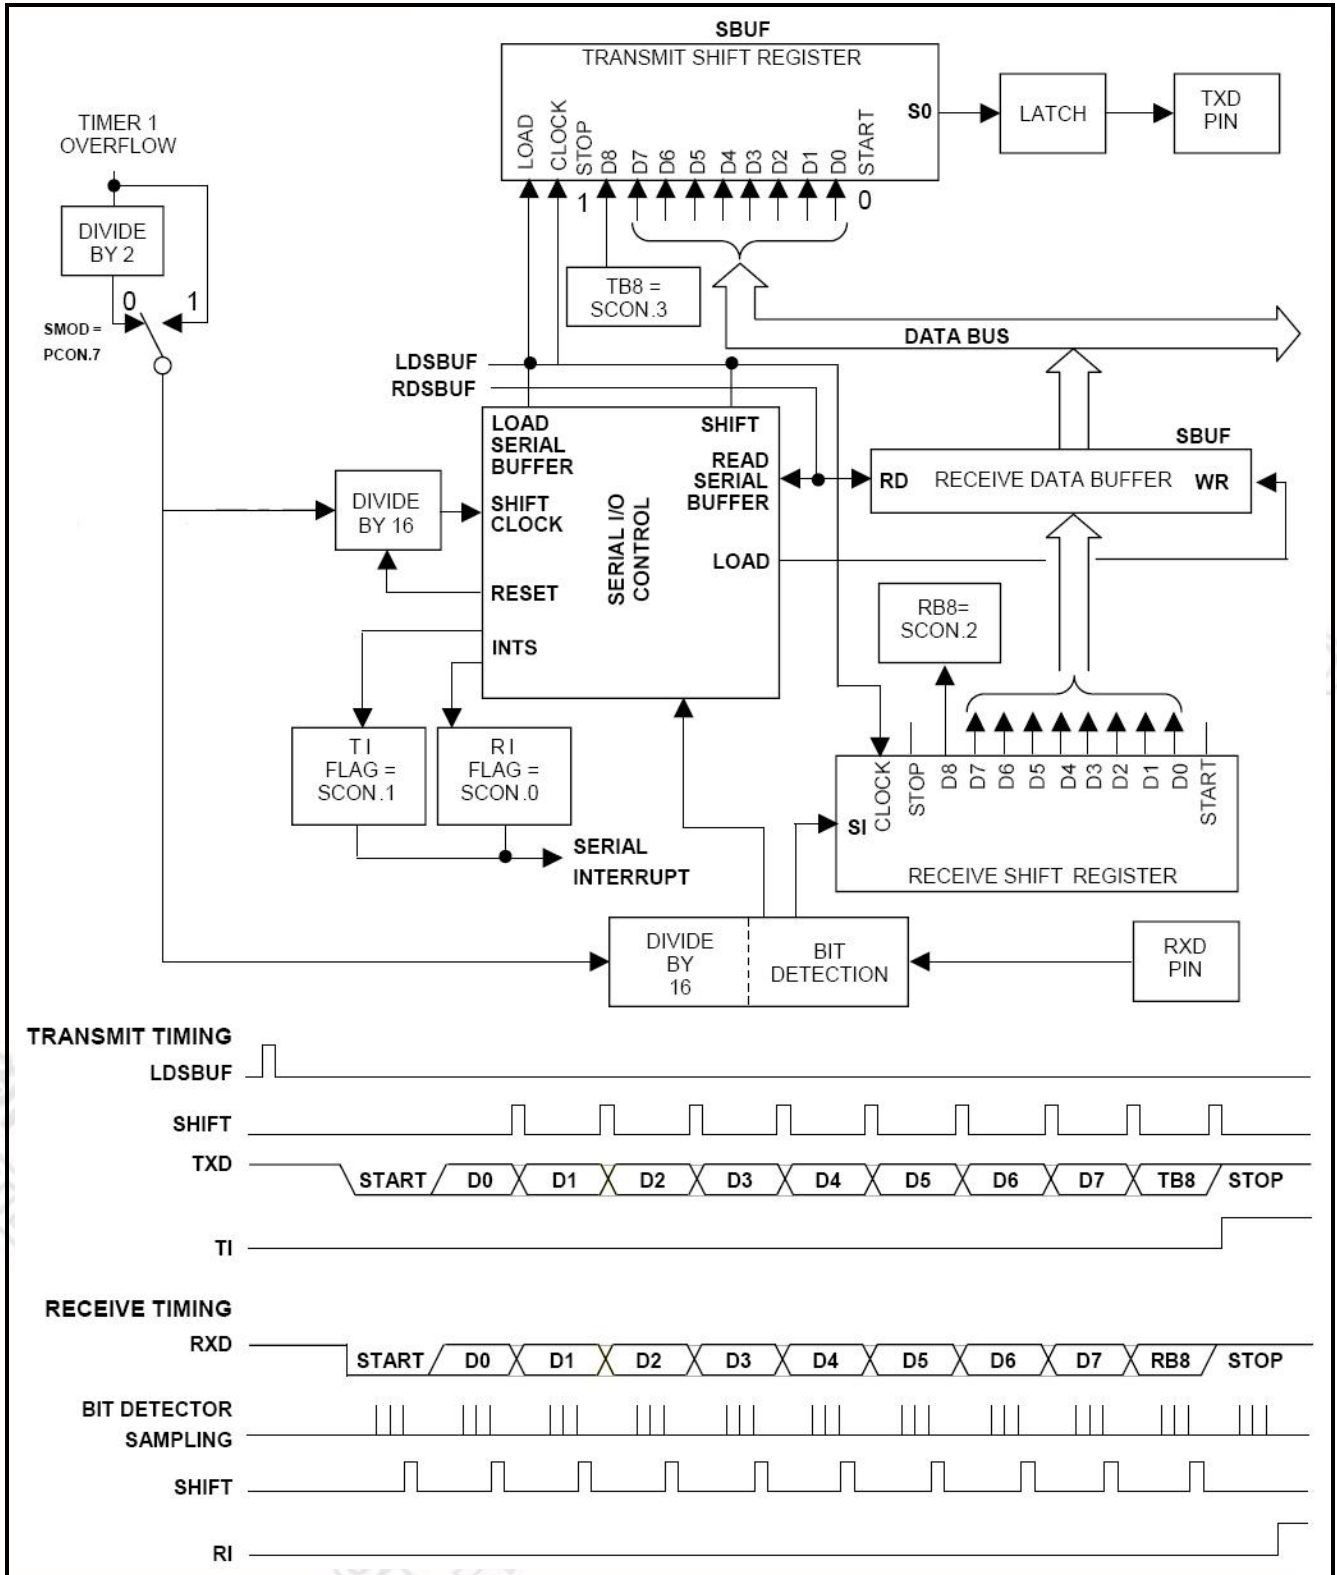 SBUF
TRANSMIT SHIFT REGISTER
LOAD
CLOCK
STOP
D8
D7
D6
D5
D4
D3
D2
D1
D0
START
S0
LATCH
TXD
PIN
1
0
TIMER 1
OVERFLOW
DIVIDE
BY 2
0
1
SMOD =
PCON.7
TB8 =
SCON.3
DATA BUS
LDSBUF
RDSBUF
LOAD
SERIAL
BUFFER
SHIFT
READ
SERIAL
BUFFER
SHIFT
CLOCK
SERIAL I/O
CONTROL
LOAD
RESET
INTS
DIVIDE
BY 16
SBUF
RD
RECEIVE DATA BUFFER
WR
RB8=
SCON.2
TI
FLAG =
SCON.1
RI
FLAG =
SCON.0
SERIAL
INTERRUPT
SI
CLOCK
STOP
D8
D7
D6
D5
D4
D3
D2
D1
D0
START
RECEIVE SHIFT REGISTER
DIVIDE
BY
16
BIT
DETECTION
RXD
PIN
TRANSMIT TIMING
LDSBUF
SHIFT
TXD START D0 D1 D2 D3 D4 D5 D6 D7 TB8 STOP
TI
RECEIVE TIMING
RXD START D0 D1 D2 D3 D4 D5 D6 D7 RB8 STOP
BIT DETECTOR
SAMPLING
SHIFT
RI